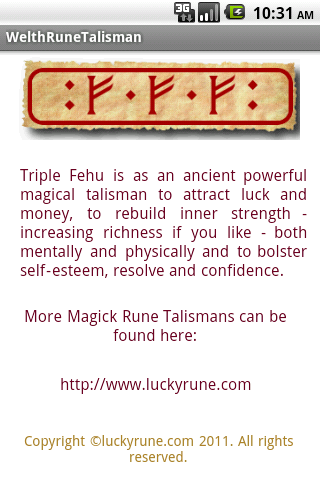 3G
10:31 AM
WelthRuneTalisman
:ᚠ·ᚠ·ᚠ:
Triple Fehu is as an ancient powerful
magical talisman to attract luck and
money, to rebuild inner strength -
increasing richness if you like - both
mentally and physically and to bolster
self-esteem, resolve and confidence.
More Magick Rune Talismans can be
found here:
http://www.luckyrune.com
Copyright ©luckyrune.com 2011. All rights
reserved.